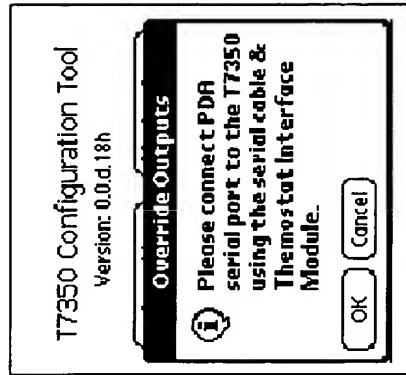 T7350 Configuration Tool
Version: 0.0.d.18h
Override Outputs
Please connect PDA
serial port to the T7350
using the serial cable &
Themostat Interface
Module.
OK
Cancel